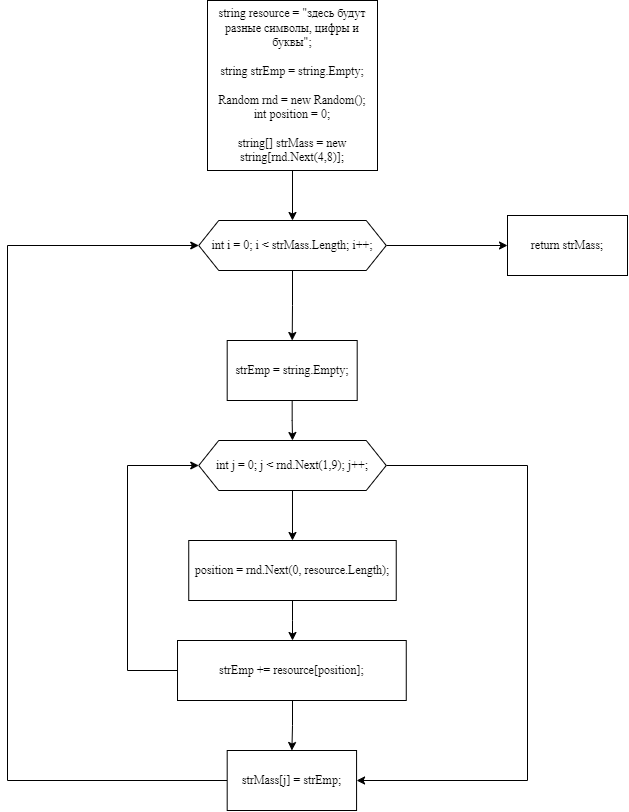 string resource = "здесь будут
разные символы, цифры и
буквы";
string strEmp = string.Empty;
Random rnd = new Random();
int position = 0;
string[] strMass = new
string[rnd.Next(4,8)];
int i = 0; i < strMass.Length; i++;
return strMass;
strEmp = string.Empty;
int j = 0; j < rnd.Next(1,9); j++;
position = rnd.Next(0, resource.Length);
strEmp += resource[position];
strMass[j] = strEmp;